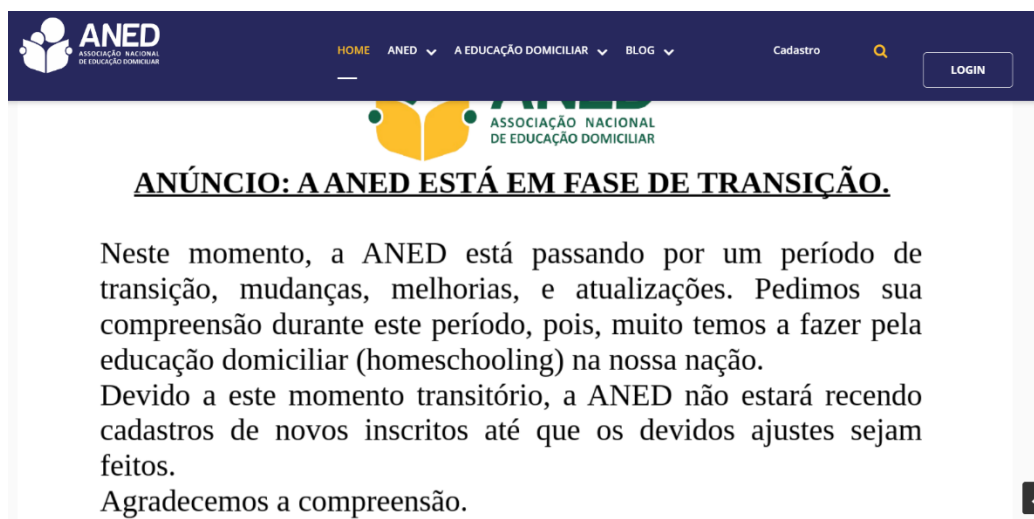 ANED
ASSOCIAÇÃO NACIONAL
DE EDUCAÇÃO DOMICILIAR
HOME ANED A EDUCAÇÃO DOMICILIAR BLOG Cadastro
LOGIN
ANED
ASSOCIAÇÃO NACIONAL
DE EDUCAÇÃO DOMICILIAR
ANÚNCIO: A ANED ESTÁ EM FASE DE TRANSIÇÃO.
Neste momento, a ANED está passando por um período de
transição, mudanças, melhorias, e atualizações. Pedimos sua
compreensão durante este período, pois, muito temos a fazer pela
educação domiciliar (homeschooling) na nossa nação.
Devido a este momento transitório, a ANED não estará recendo
cadastros de novos inscritos até que os devidos ajustes sejam
feitos.
Agradecemos a compreensão.